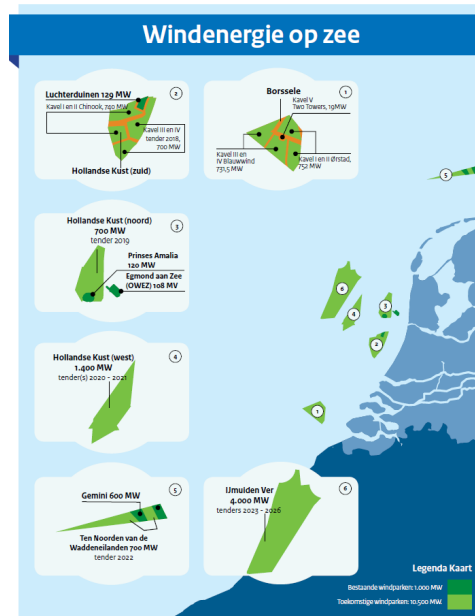 Windenergie op zee
Luchterduinen 129 MW
2
Kavel I en II Chinook, 740 MW
Kavel III en IV
tender 2018,
700 MW
Hollandse Kust (zuid)
Borssele
1
Kavel V
Two Towers, 19MW
Kavel III en
IV Blauwwind
731,5 MW
Kavel I en II Ørstad,
752 MW
5
Hollandse Kust (noord)
700 MW
tender 2019
3
Prinses Amalia
120 MW
Egmond aan Zee
(OWEZ) 108 MV
6
3
4
2
1
Hollandse Kust (west)
1.400 MW
tender(s) 2020 - 2021
4
Gemini 600 MW
5
Ten Noorden van de
Waddeneilanden 700 MW
tender 2022
IJmuiden Ver
4.000 MW
tenders 2023 - 2026
6
Legenda Kaart
Bestaande windparken: 1.000 MW
Toekomstige windparken: 10.500 MW.